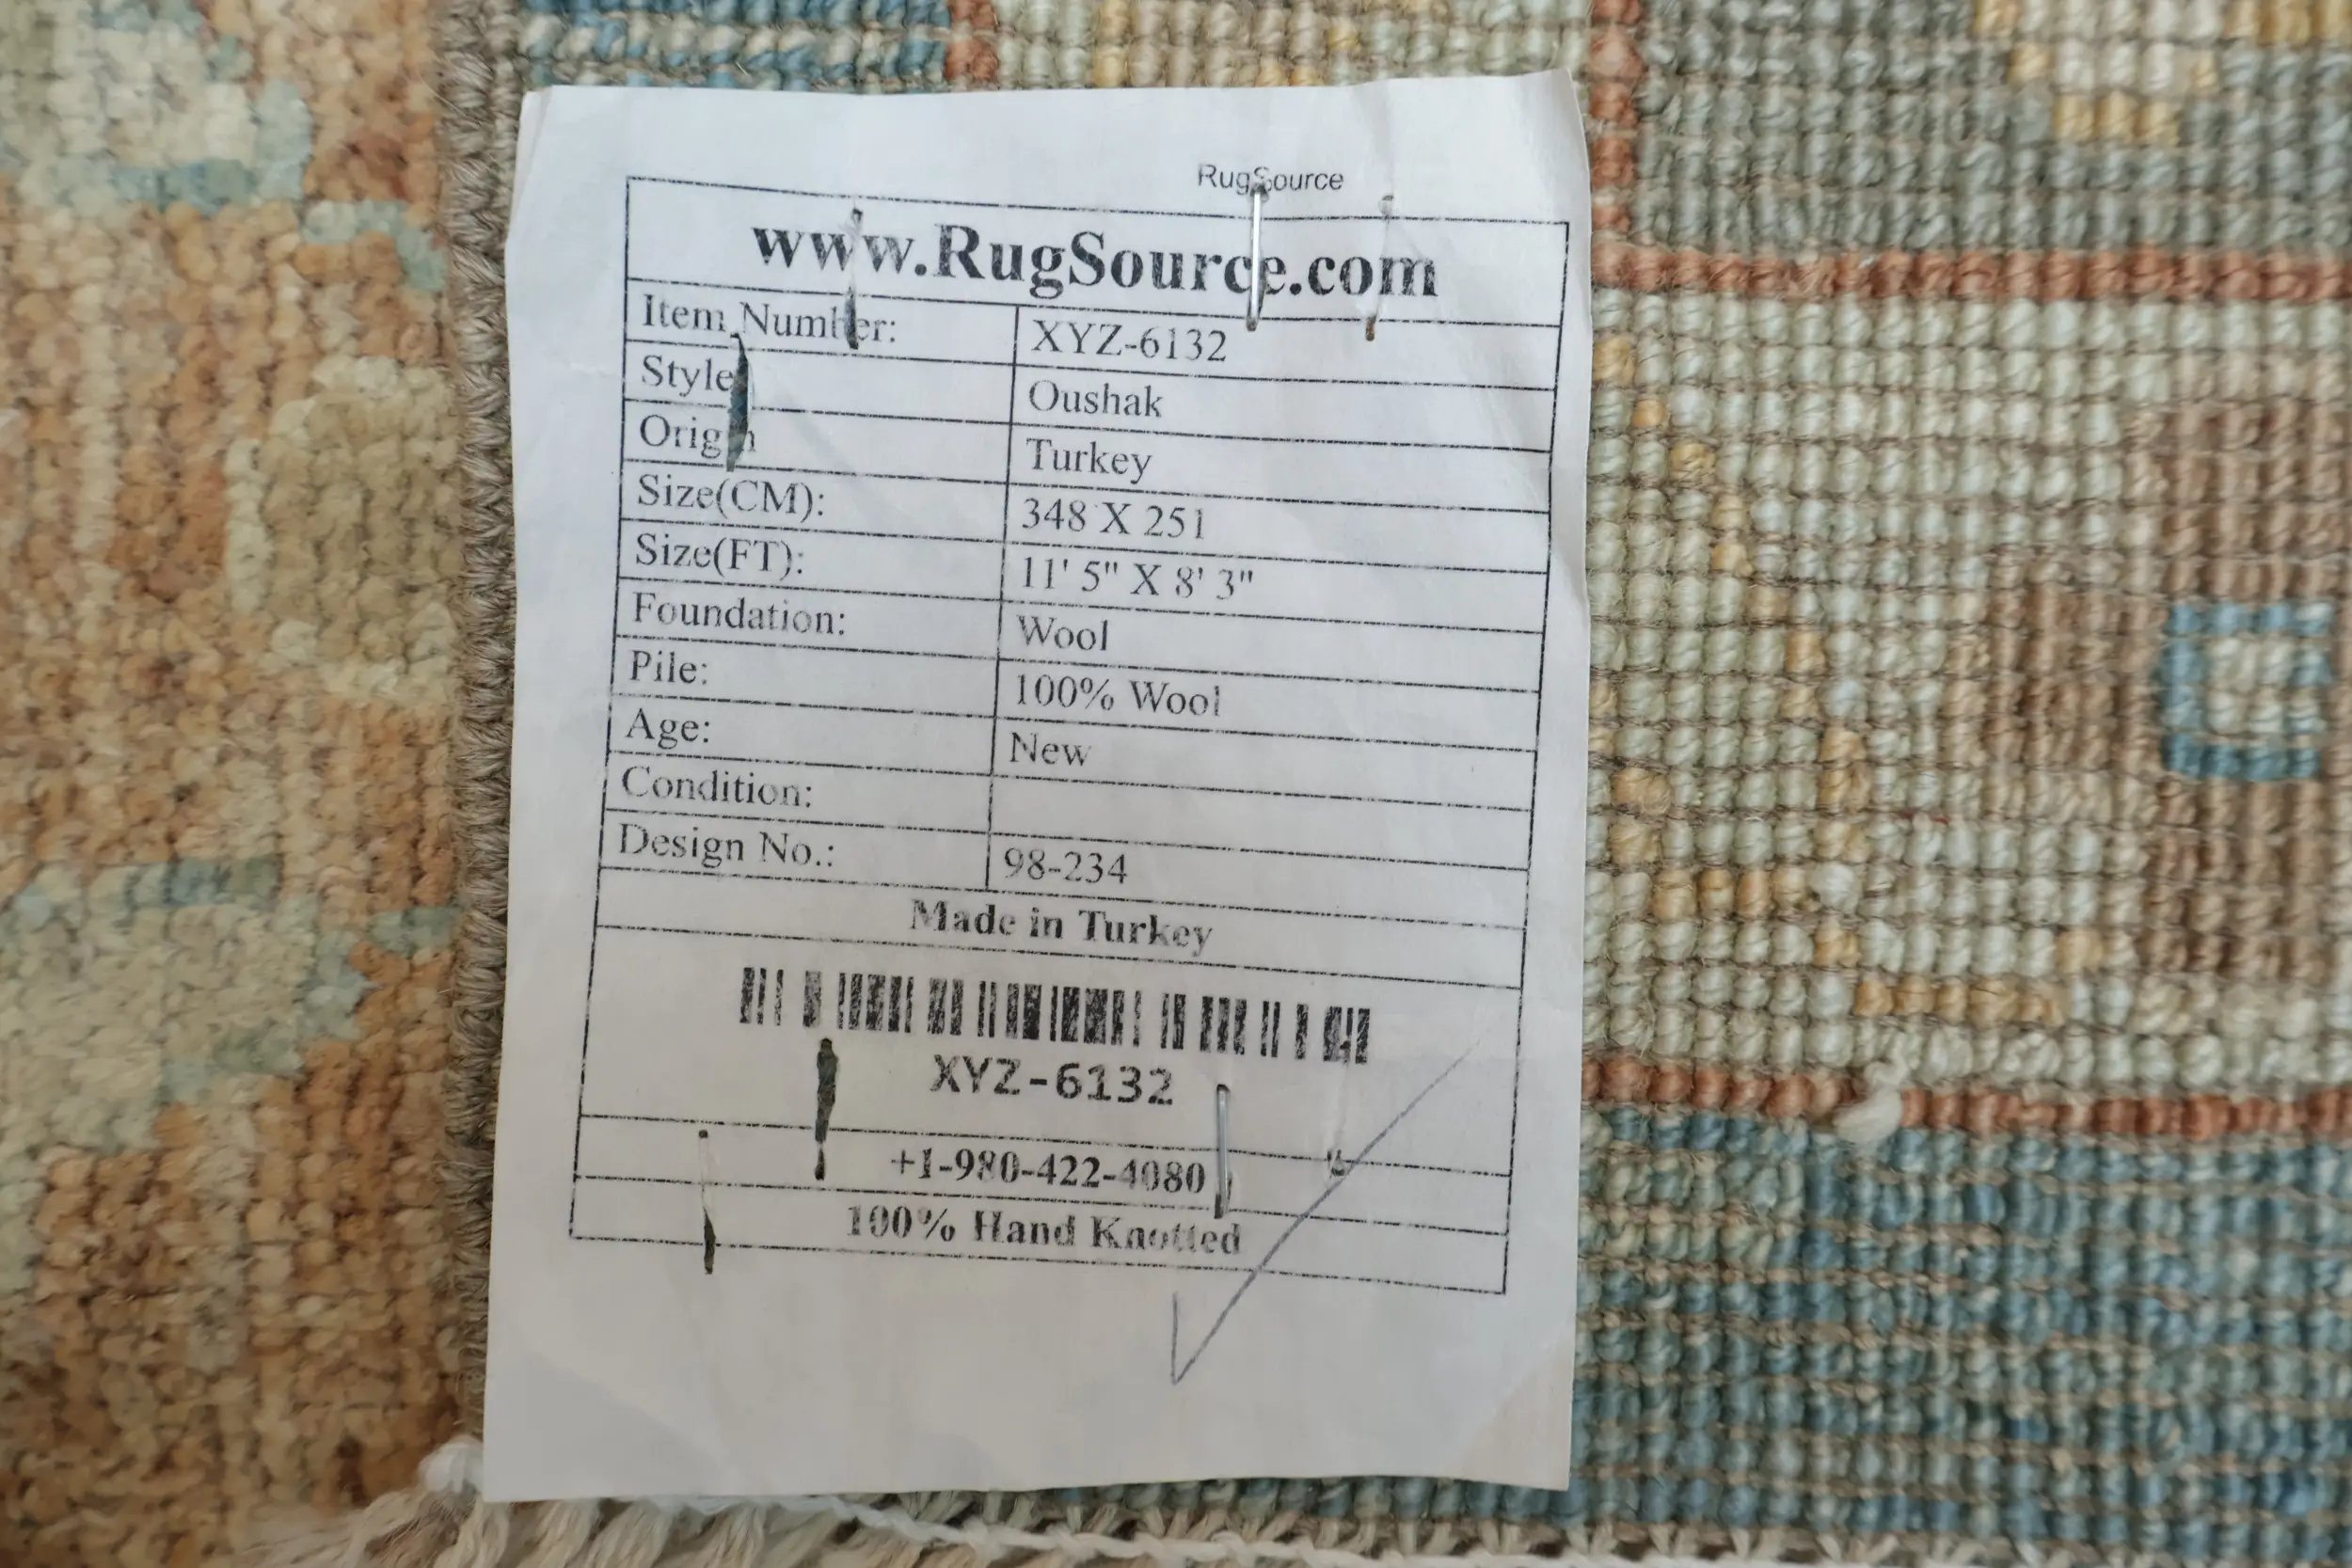 RugSource
www.RugSource.com
Item Number: XYZ-6132
Style Oushak
Origin Turkey
Size(CM): 348 X 251
Size(FT): 11' 5" X 8' 3"
Foundation: Wool
Pile: 100% Wool
Age: New
Condition:
Design No.: 98-234
Made in Turkey
XYZ-6132
+1-980-422-4080
100% Hand Knotted